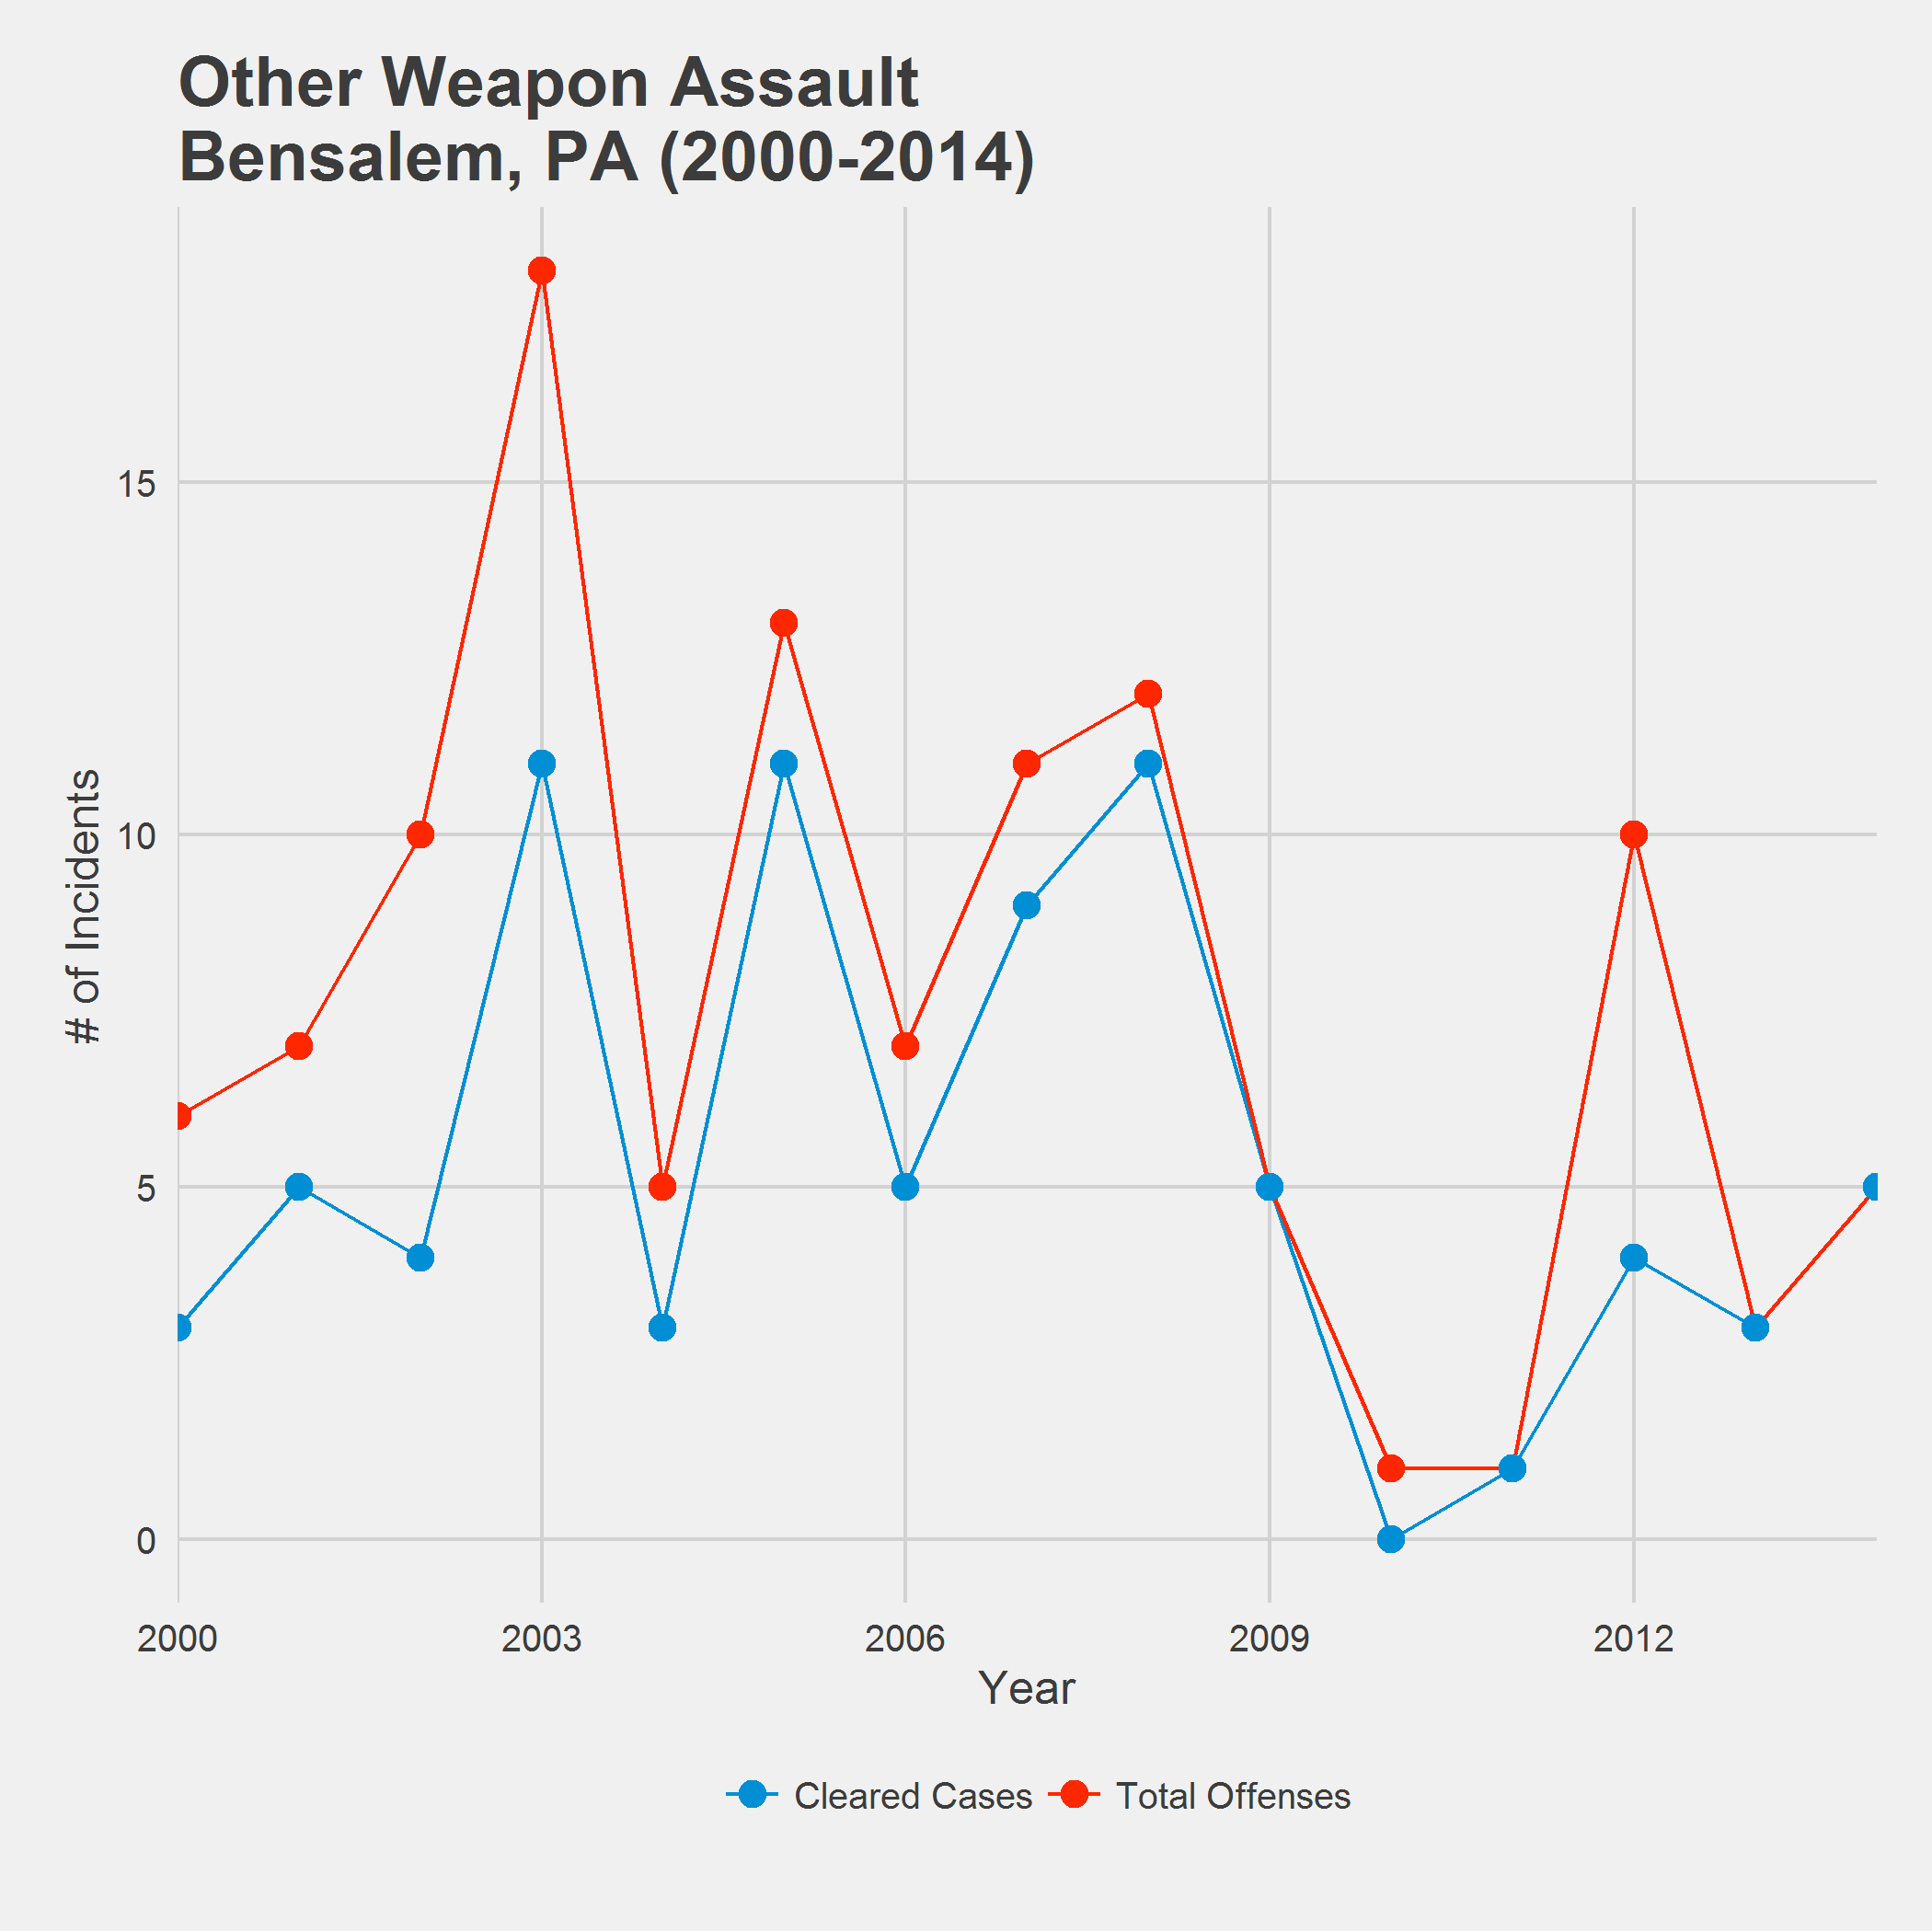 Other Weapon Assault
Bensalem, PA (2000-2014)
# of Incidents
15
10
5
0
2000 2003 2006 2009 2012
Year
Cleared Cases Total Offenses